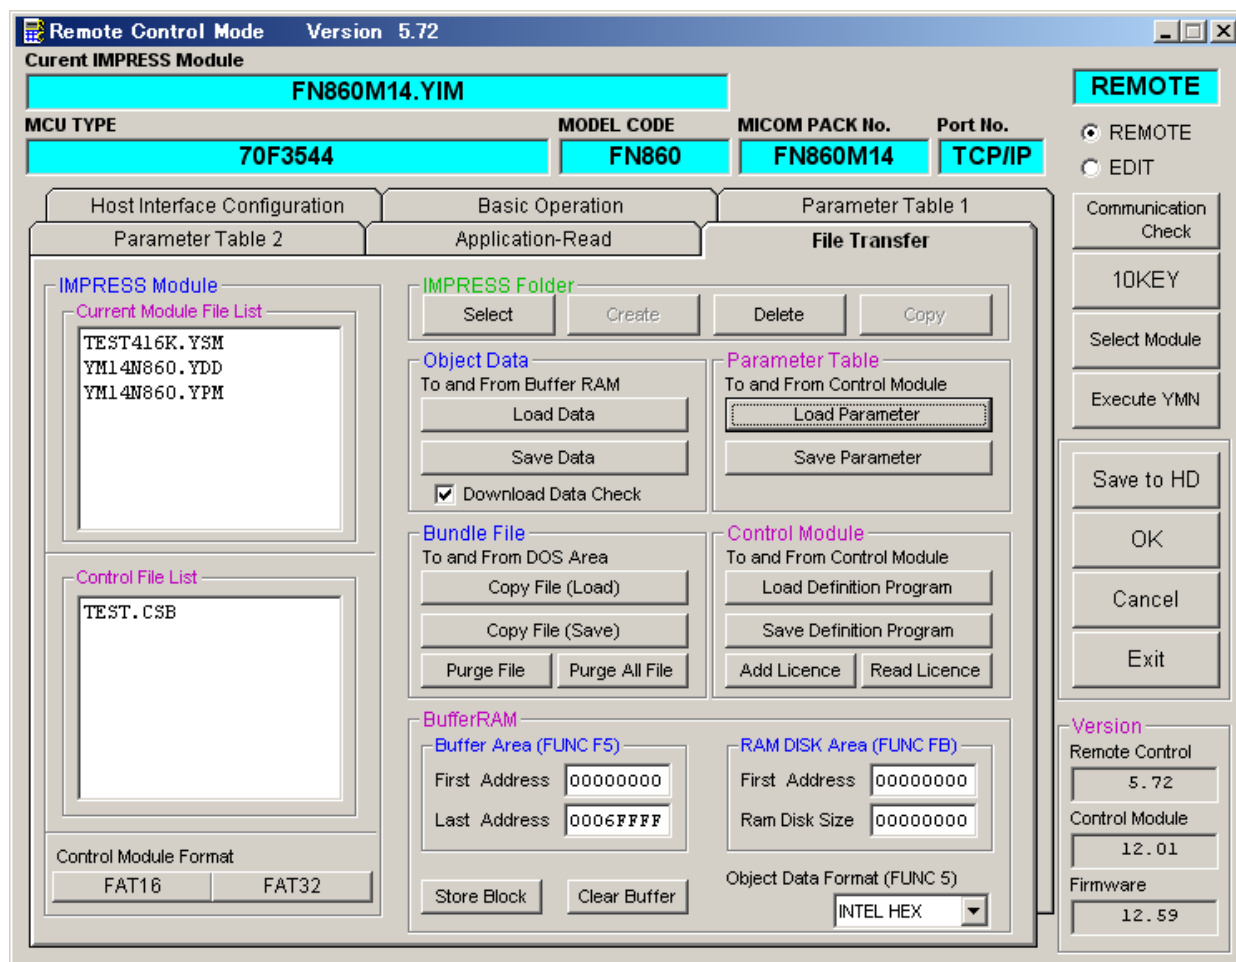 Remote Control Mode Version 5.72
Curent IMPRESS Module
FN860M14.YIM
REMOTE
MCU TYPE MODEL CODE MICOM PACK No. Port No.
70F3544 FN860 FN860M14 TCP/IP
REMOTE
EDIT
Host Interface Configuration Basic Operation Parameter Table 1
Parameter Table 2 Application-Read File Transfer
IMPRESS Module
Current Module File List
TEST416K.YSM
YM14N860.YDD
YM14N860.YPM
Control File List
TEST.CSB
Control Module Format
FAT16 FAT32
IMPRESS Folder
Select Create Delete Copy
Object Data
To and From Buffer RAM
Load Data
Save Data
Download Data Check
Parameter Table
To and From Control Module
Load Parameter
Save Parameter
Bundle File
To and From DOS Area
Copy File (Load)
Copy File (Save)
Purge File Purge All File
Control Module
To and From Control Module
Load Definition Program
Save Definition Program
Add Licence Read Licence
BufferRAM
Buffer Area (FUNC F5)
First Address 00000000
Last Address 0006FFFF
RAM DISK Area (FUNC FB)
First Address 00000000
Ram Disk Size 00000000
Store Block Clear Buffer
Object Data Format (FUNC 5)
INTEL HEX
Communication
Check
10KEY
Select Module
Execute YMN
Save to HD
OK
Cancel
Exit
Version
Remote Control
5.72
Control Module
12.01
Firmware
12.59